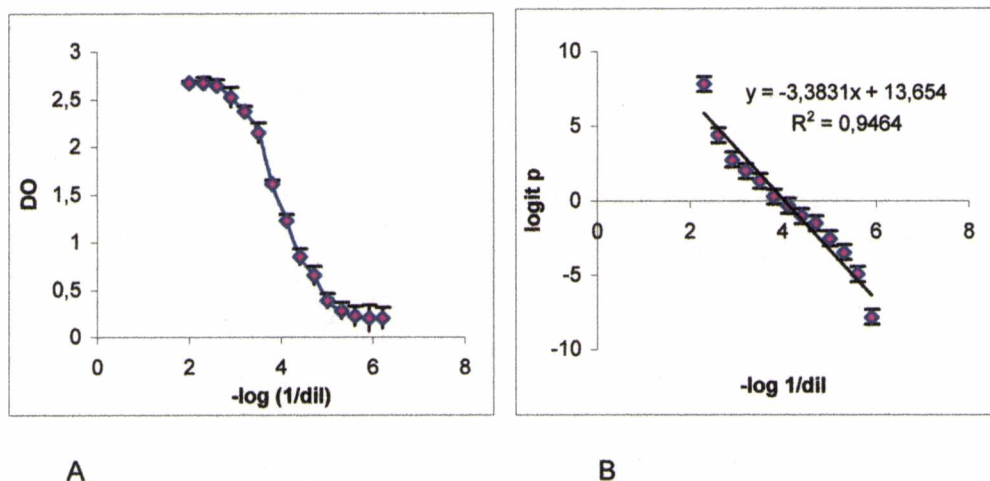 3
2,5
2
1,5
1
0,5
0
DO
0 2 4 6 8
-log (1/dil)
A
10
5
0
-5
-10
logit p
y = -3,3831x + 13,654
R² = 0,9464
0 2 4 6 8
-log 1/dil
B